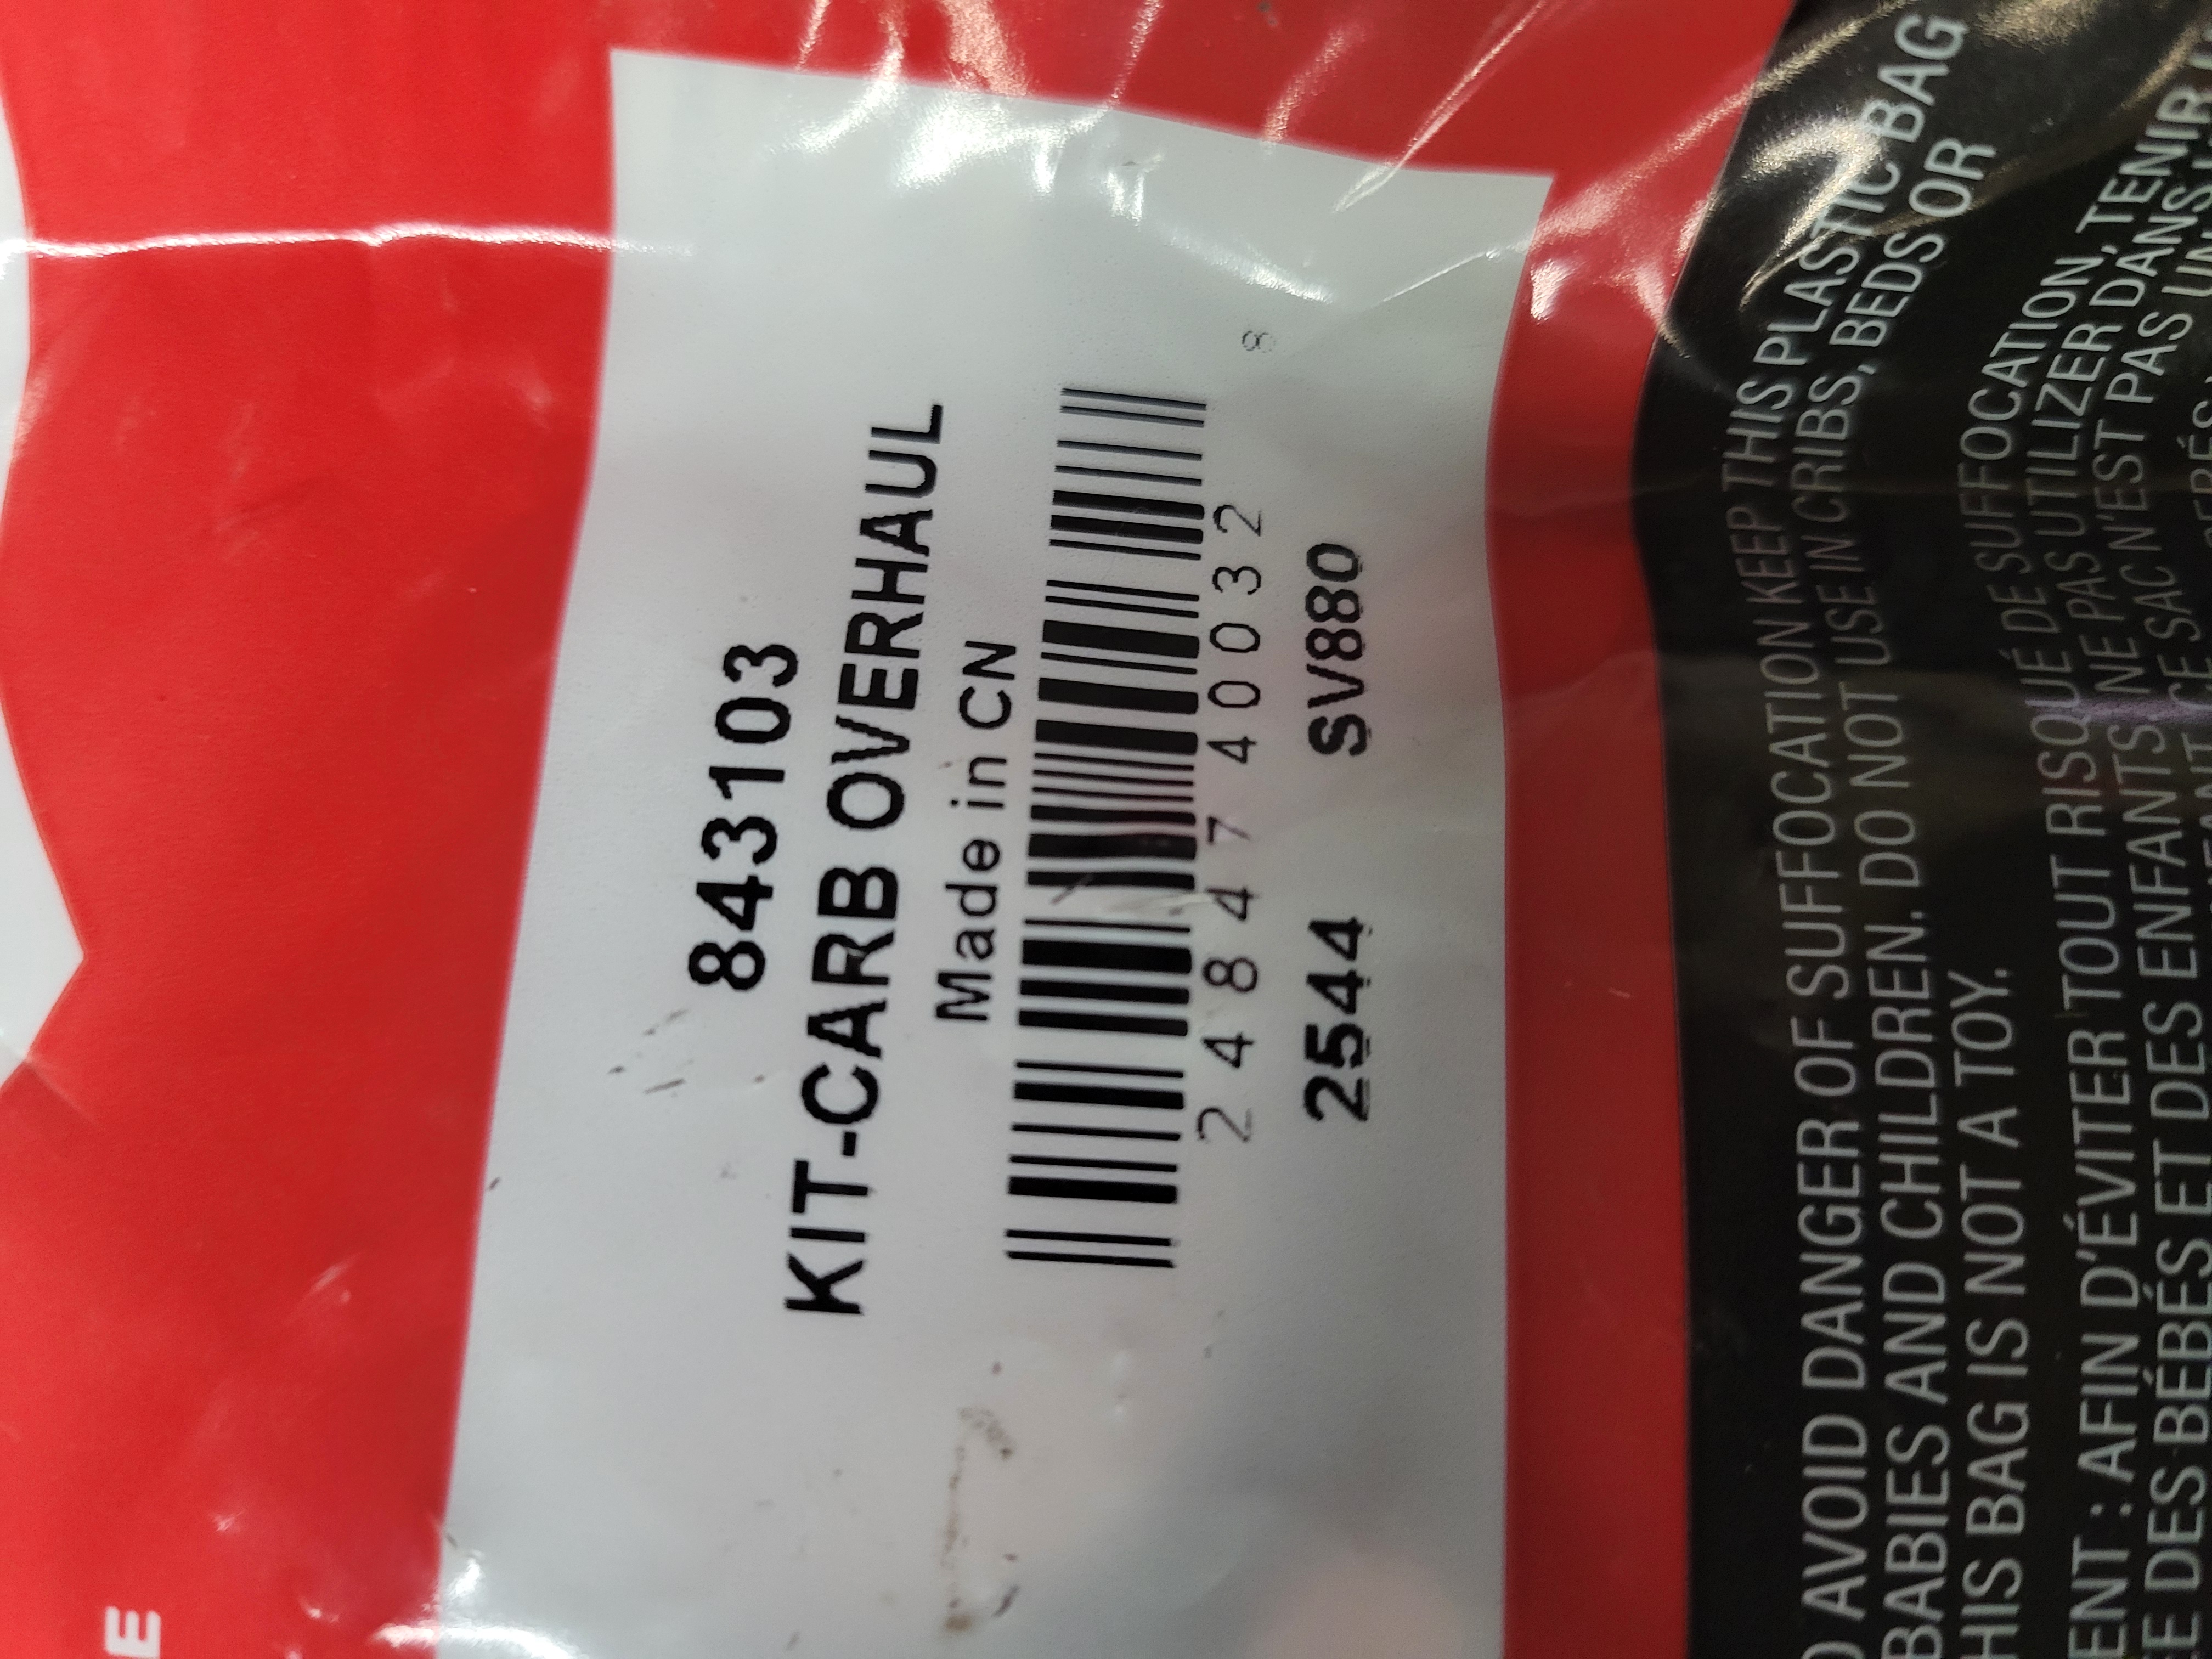 843103
KIT-CARB OVERHAUL
Made in CN
2 4 8 4 7 4 0 0 3 2 8
2544 SV880
AVOID DANGER OF SUFFOCATION KEEP THIS PLASTIC BAG
BABIES AND CHILDREN. DO NOT USE IN CRIBS, BEDS OR
BAG IS NOT A TOY.
: AFIN D'ÉVITER TOUT RISQUÉ DE SUFFOCATION, TENIR
DES BÉBÉS ET DES ENFANTS. NE PAS UTILIZER DANS
CE SAC N'EST PAS UN
E